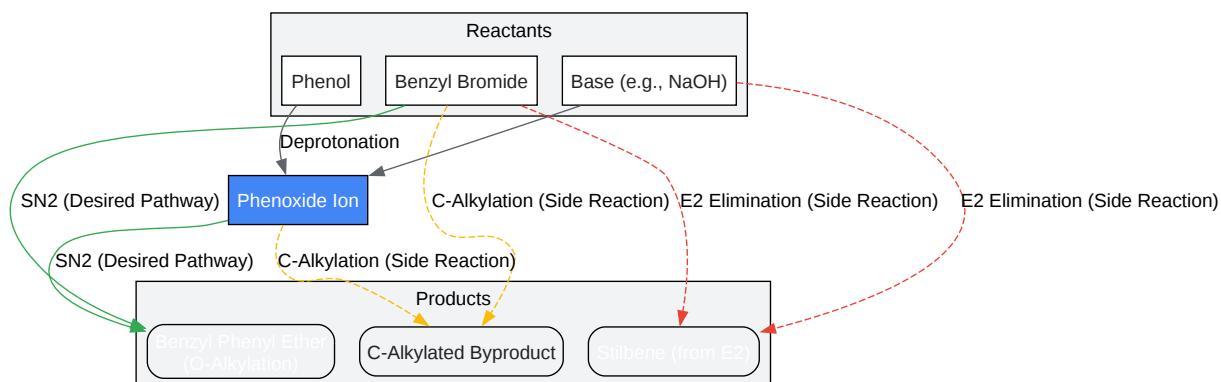 Reactants
Phenol
Benzyl Bromide
Base (e.g., NaOH)
Deprotonation
SN2 (Desired Pathway)
Phenoxide Ion
C-Alkylation (Side Reaction)
E2 Elimination (Side Reaction)
E2 Elimination (Side Reaction)
SN2 (Desired Pathway)
C-Alkylation (Side Reaction)
Products
Benzyl Phenyl Ether
(O-Alkylation)
C-Alkylated Byproduct
Stilbene (from E2)